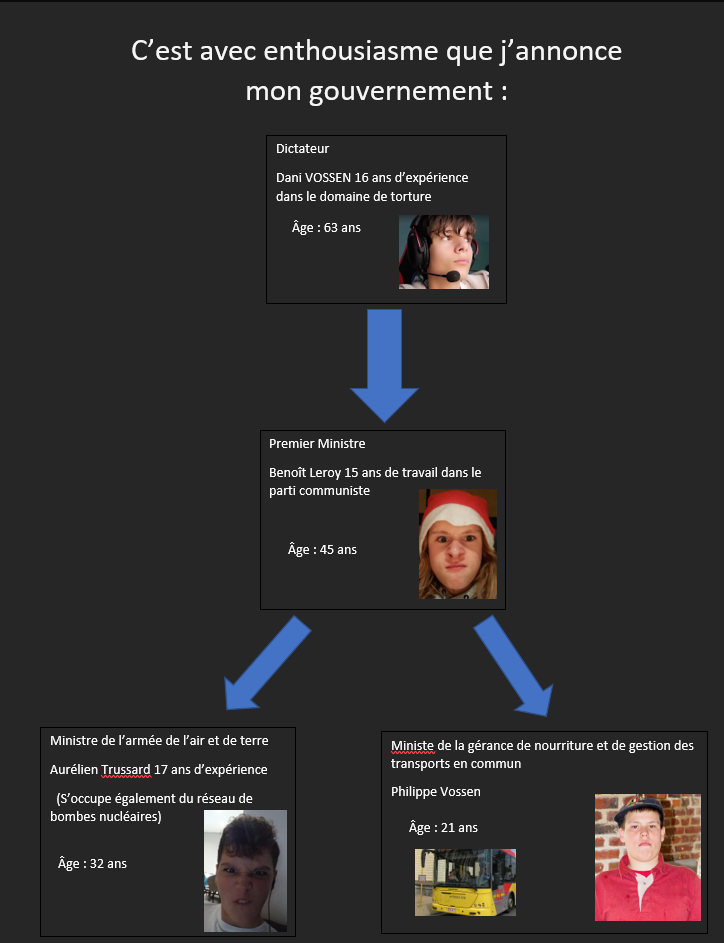 C’est avec enthousiasme que j’annonce
mon gouvernement :
Dictateur
Dani VOSSEN 16 ans d’expérience
dans le domaine de torture
Âge : 63 ans
Premier Ministre
Benoît Leroy 15 ans de travail dans le
parti communiste
Âge : 45 ans
Ministre de l’armée de l’air et de terre
Aurélien Trussard 17 ans d’expérience
(S’occupe également du réseau de
bombes nucléaires)
Âge : 32 ans
Ministe de la gérance de nourriture et de gestion des
transports en commun
Philippe Vossen
Âge : 21 ans